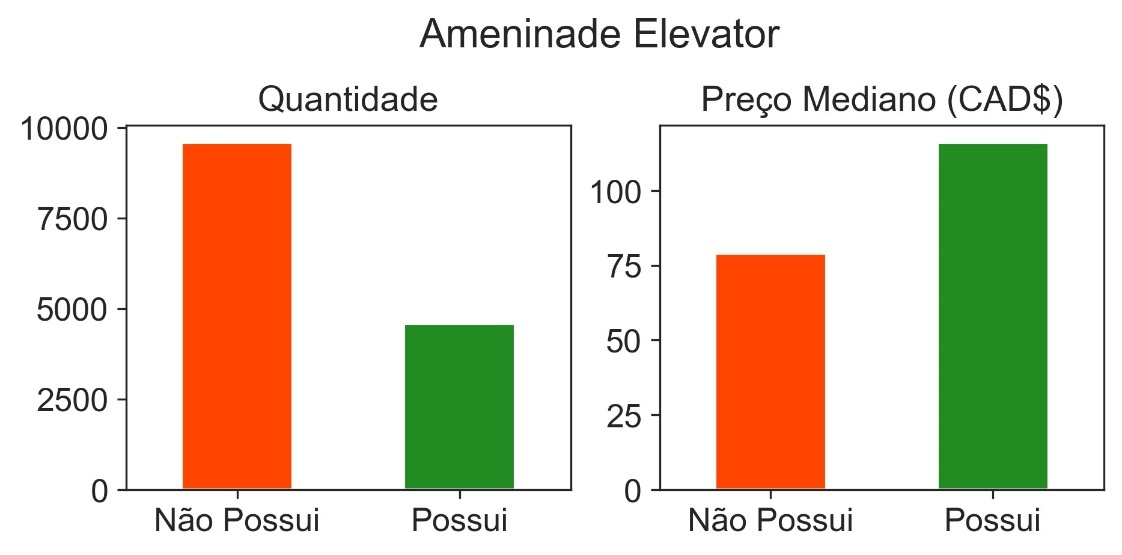 Ameninade Elevator
Quantidade
10000
7500
5000
2500
0
Não Possui
Possui
Preço Mediano (CAD$)
100
75
50
25
0
Não Possui
Possui